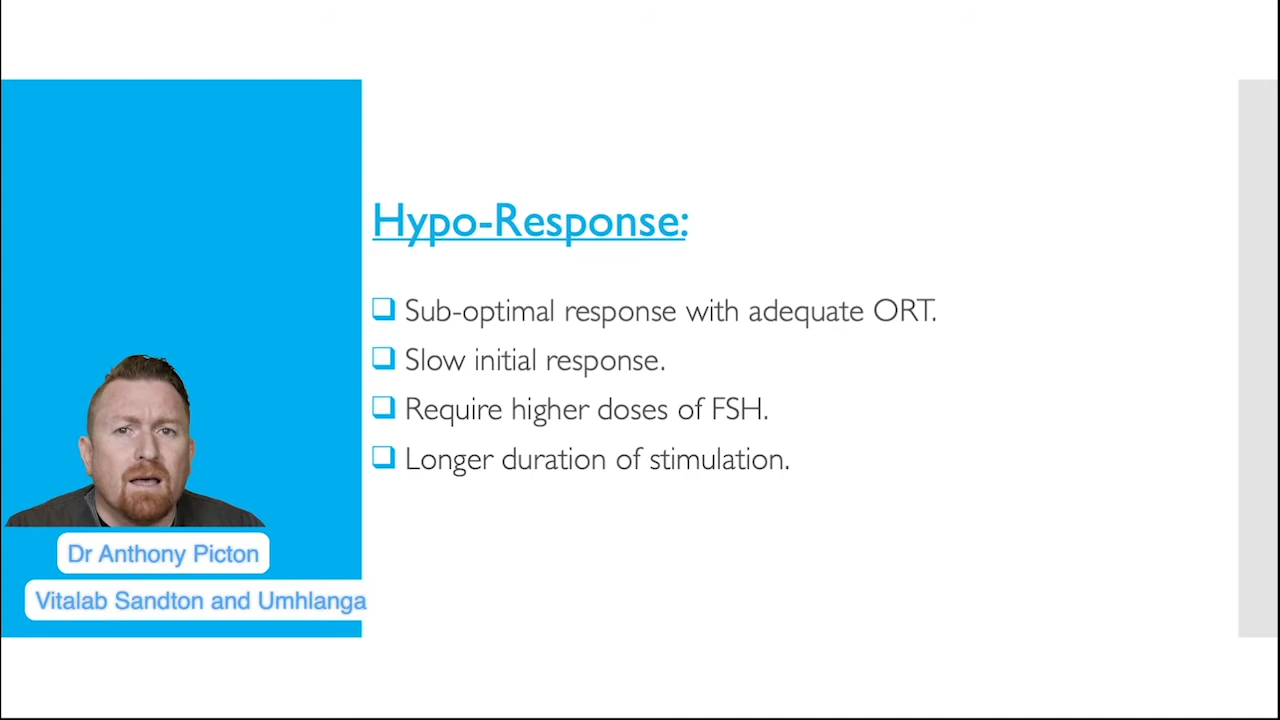 Hypo-Response:
Sub-optimal response with adequate ORT.
Slow initial response.
Require higher doses of FSH.
Longer duration of stimulation.
Dr Anthony Picton
Vitalab Sandton and Umhlanga